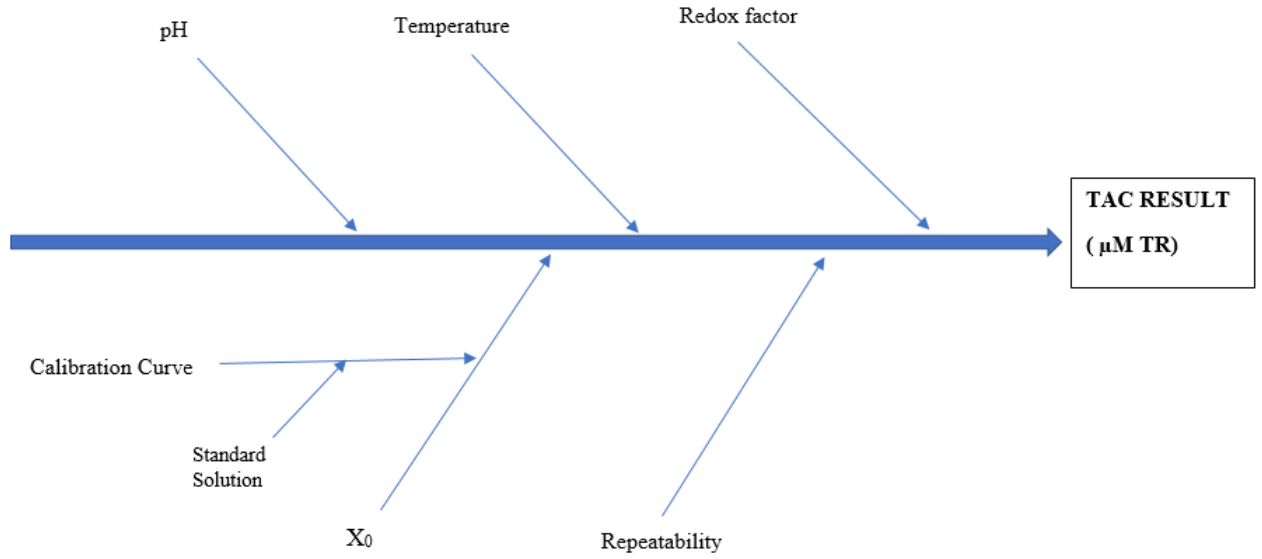 pH
Temperature
Redox factor
TAC RESULT
( µM TR)
Calibration Curve
Standard
Solution
X₀
Repeatability